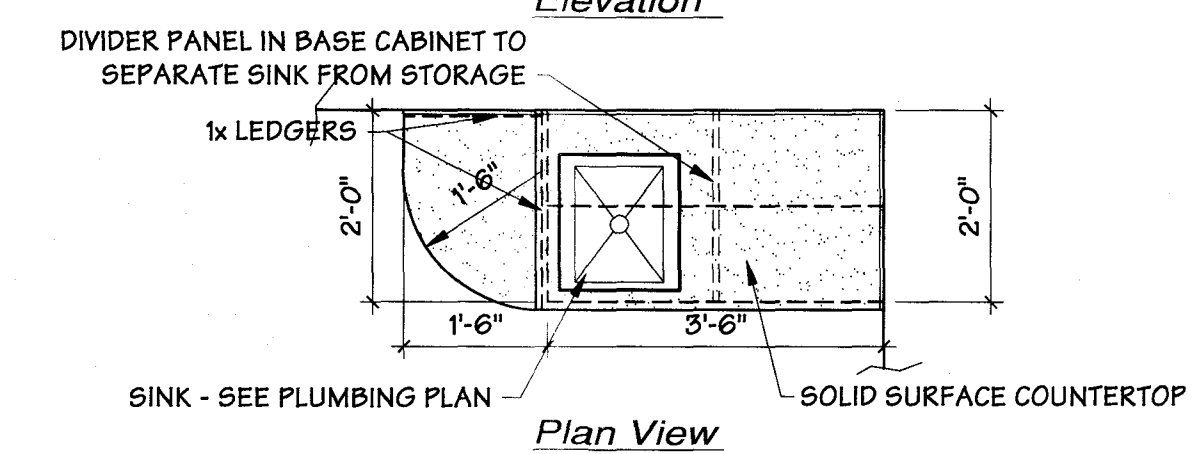 Elevation
DIVIDER PANEL IN BASE CABINET TO
SEPARATE SINK FROM STORAGE
1x LEDGERS
1'-6"
2'-0"
2'-0"
1'-6"
3'-6"
SINK - SEE PLUMBING PLAN
SOLID SURFACE COUNTERTOP
Plan View